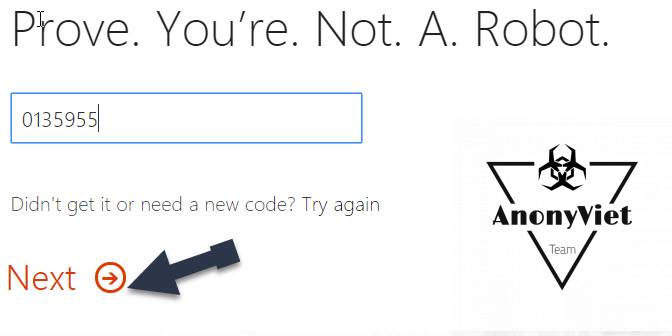 Prove. You're. Not. A. Robot.
0135955
Didn't get it or need a new code? Try again
Next
AnonyViet
Team